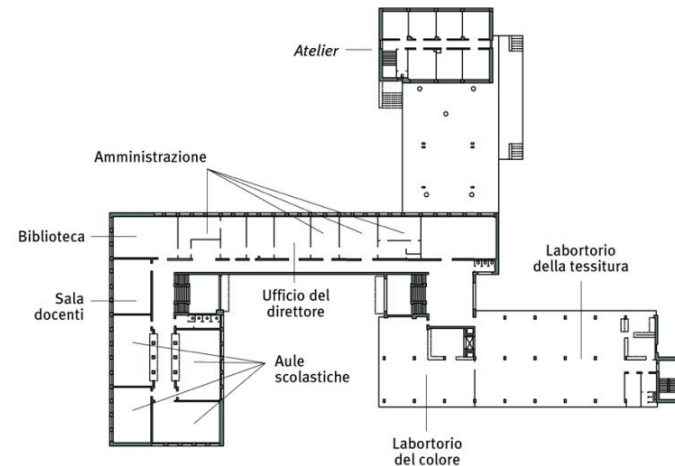 Atelier
Amministrazione
Biblioteca
Labortorio
della tessitura
Sala
docenti
Ufficio del
direttore
Aule
scolastiche
Labortorio
del colore